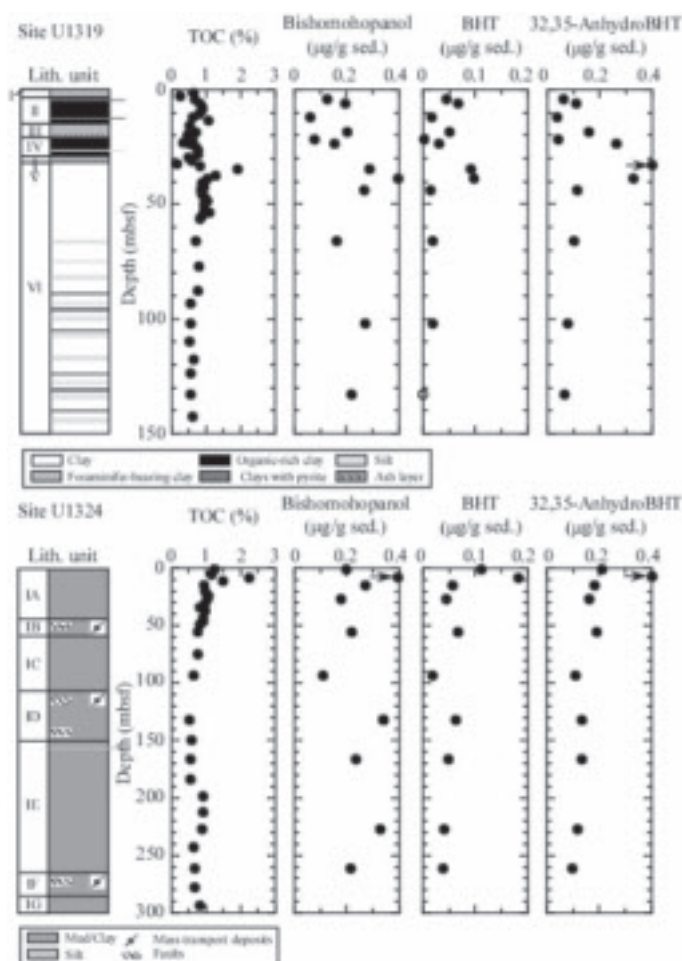 Site U1319
TOC (%)
Bishomohopanol
(µg/g sed.)
BHT
(µg/g sed.)
32,35-AnhydroBHT
(µg/g sed.)
Lith. unit
0 1 2 3
0 0.2 0.4
0 0.1 0.2
0 0.2 0.4
II
III
IV
V
VI
Depth (mbsf)
0
50
100
150
Clay
Organic-rich clay
Silt
Foraminifer-bearing clay
Clays with pyrite
Ash layer
Site U1324
TOC (%)
Bishomohopanol
(µg/g sed.)
BHT
(µg/g sed.)
32,35-AnhydroBHT
(µg/g sed.)
Lith. unit
0 1 2 3
0 0.2 0.4
0 0.1 0.2
0 0.2 0.4
IA
IB
IC
ID
IE
IF
IG
Depth (mbsf)
0
50
100
150
200
250
300
Mud/Clay
Mass transport deposits
Silt
Faults